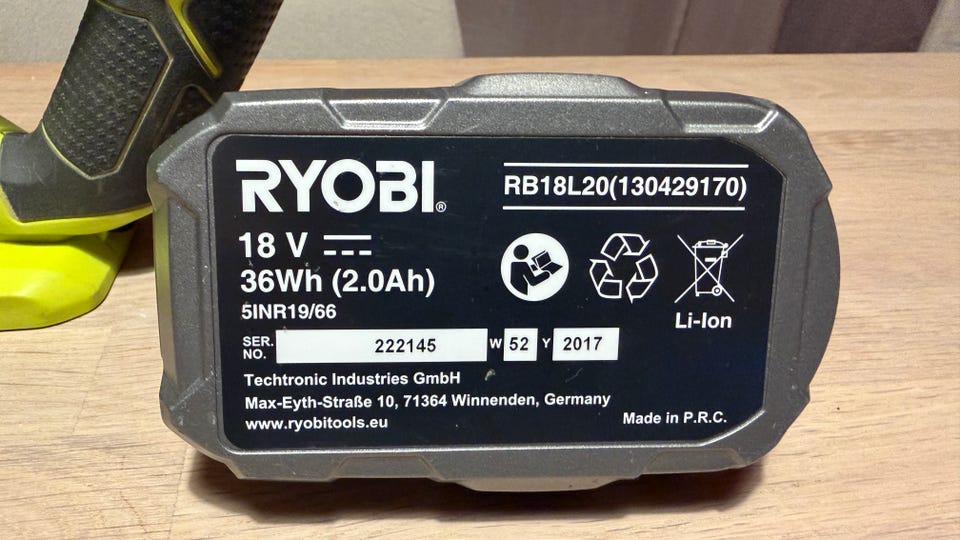 RYOBI®
RB18L20(130429170)
18 V
36Wh (2.0Ah)
5INR19/66
Li-Ion
SER. NO. 222145 W 52 Y 2017
Techtronic Industries GmbH
Max-Eyth-Straße 10, 71364 Winnenden, Germany
www.ryobitools.eu
Made in P.R.C.